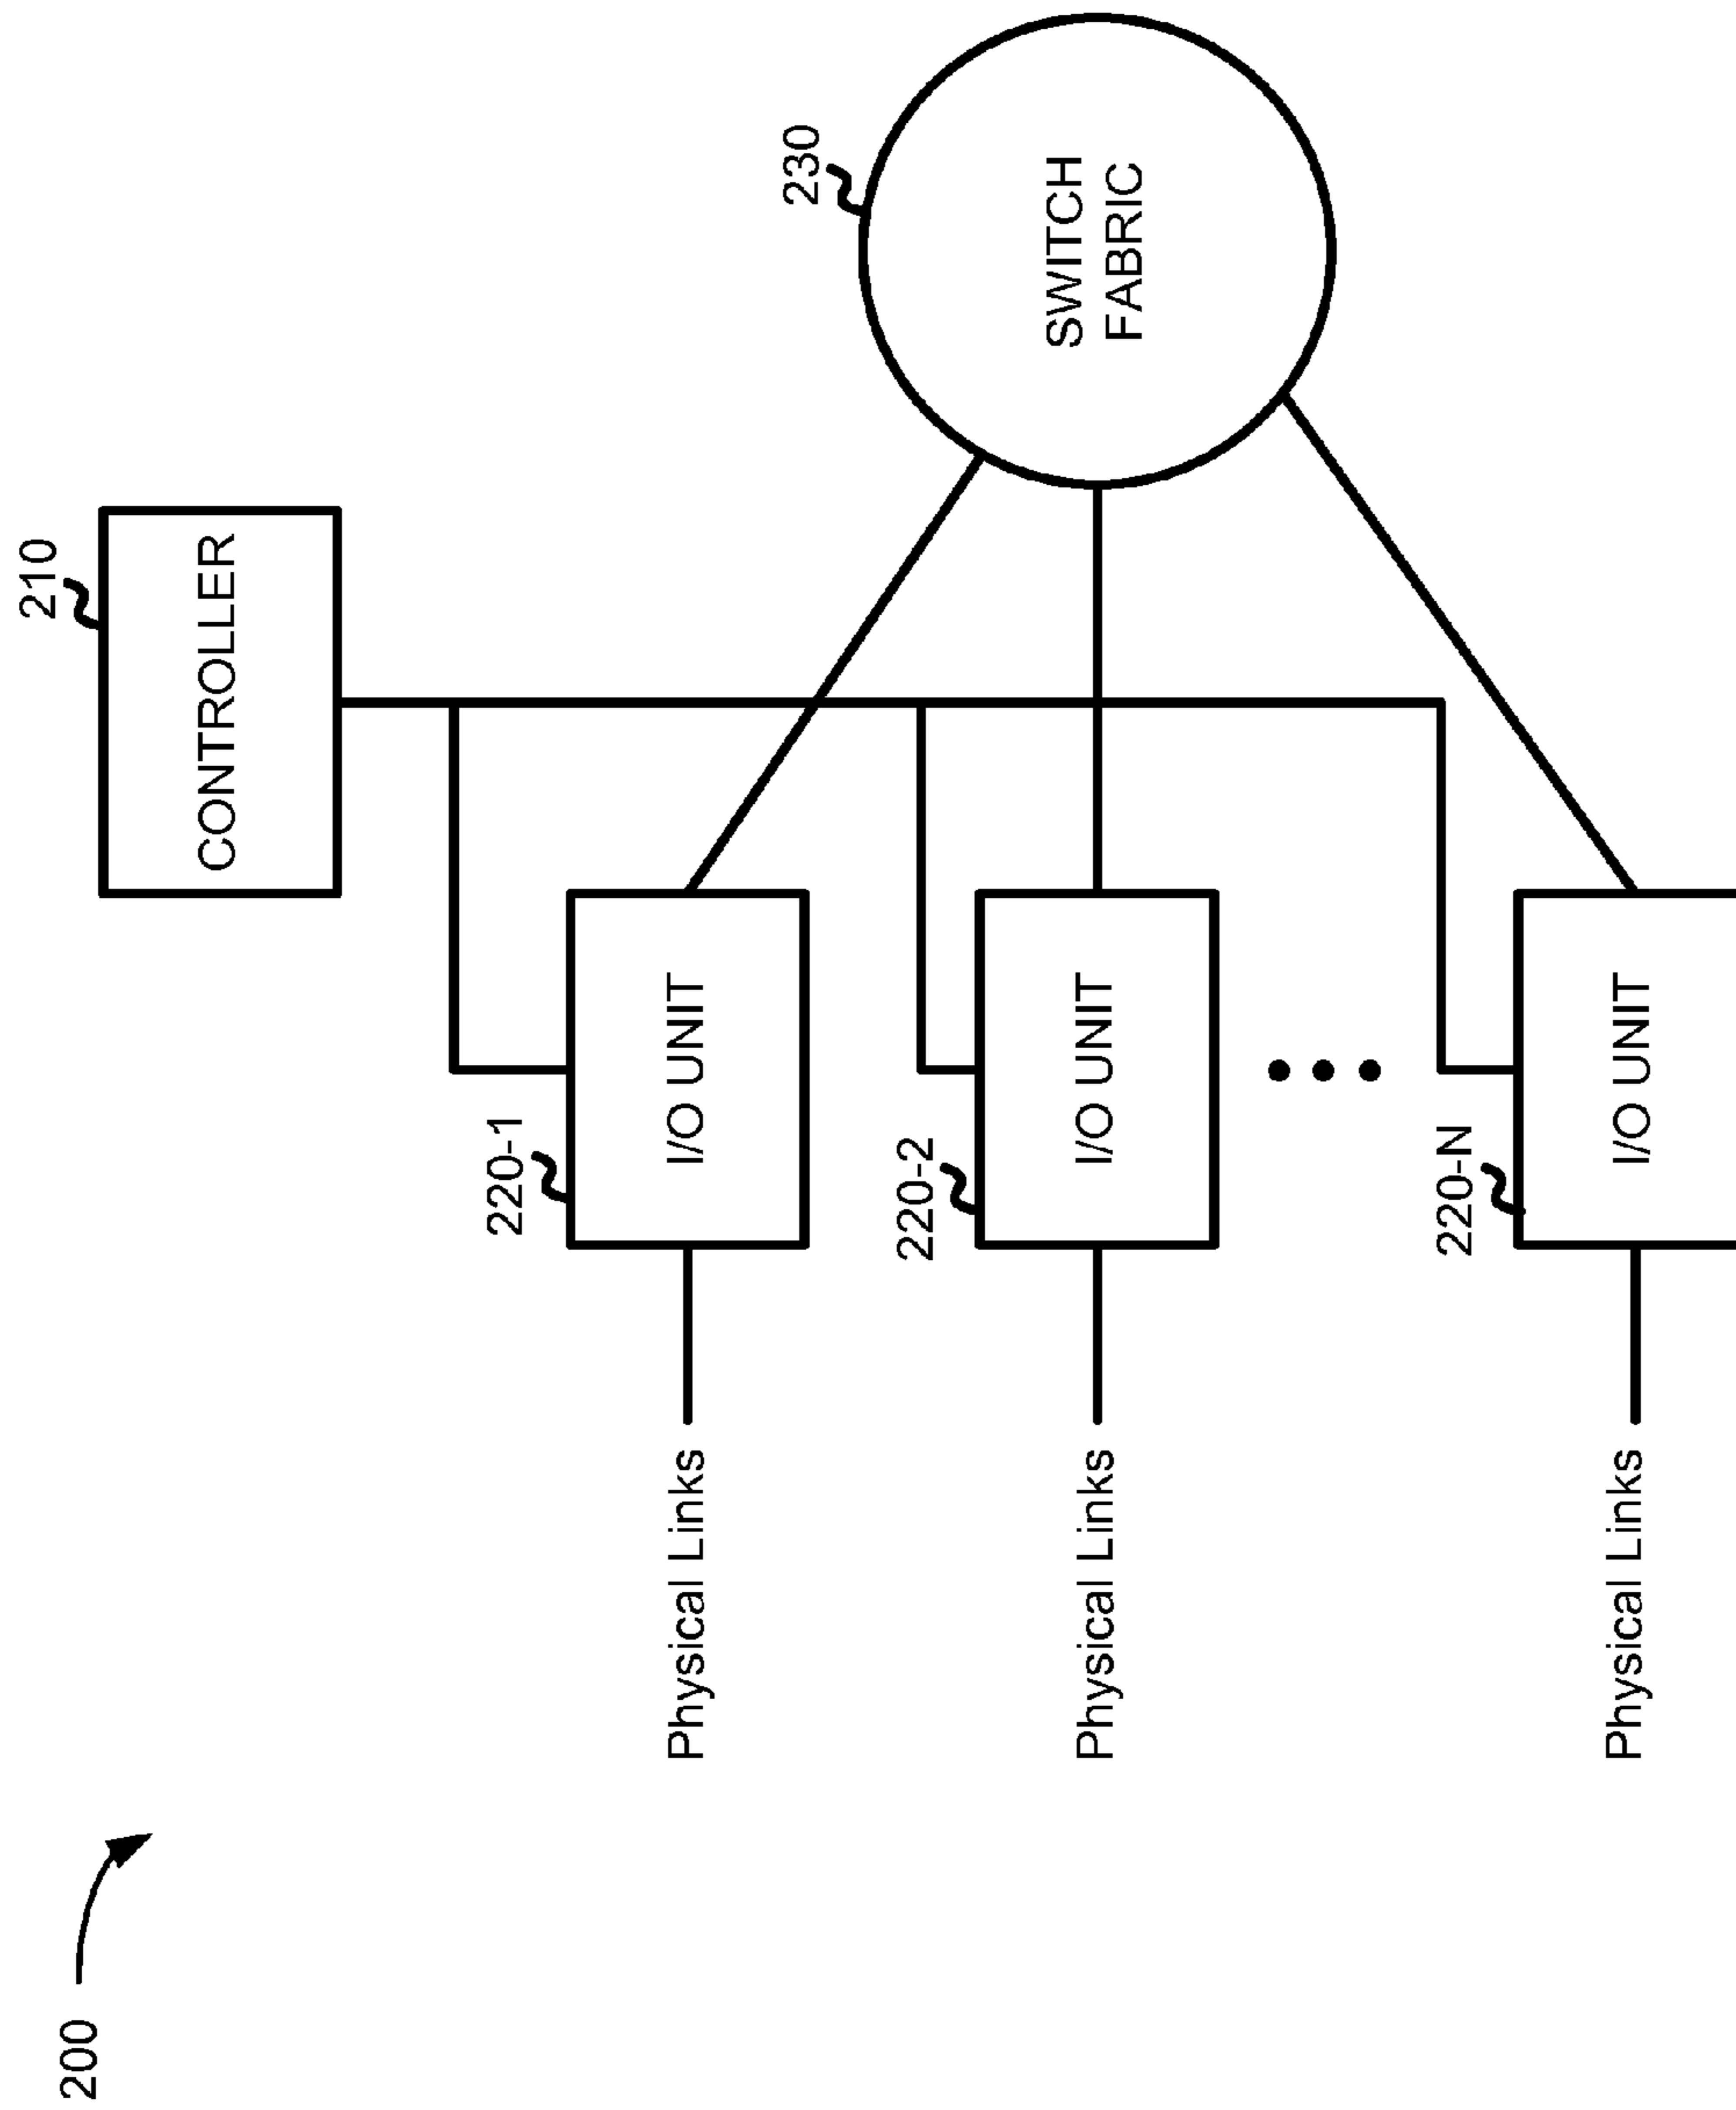 200
210
CONTROLLER
220-1
I/O UNIT
Physical Links
230
SWITCH
FABRIC
220-2
I/O UNIT
Physical Links
220-N
I/O UNIT
Physical Links